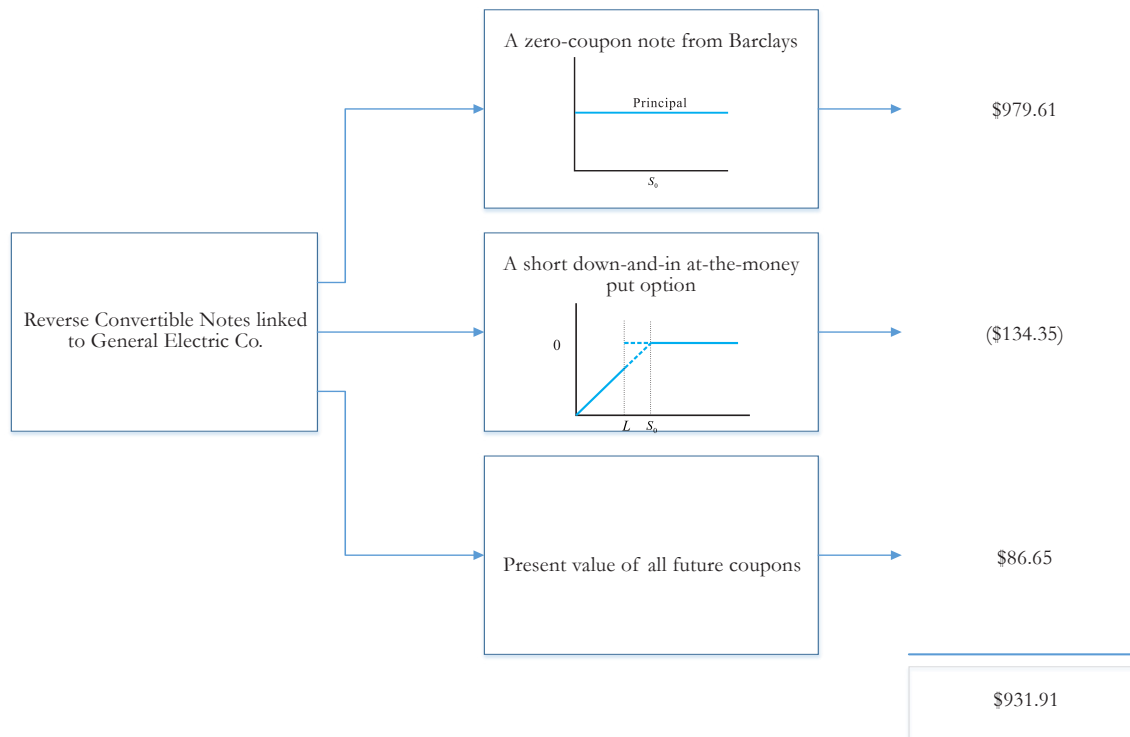 A zero-coupon note from Barclays
Principal
S₀
$979.61
Reverse Convertible Notes linked
to General Electric Co.
A short down-and-in at-the-money
put option
0
L S₀
($134.35)
Present value of all future coupons
$86.65
$931.91